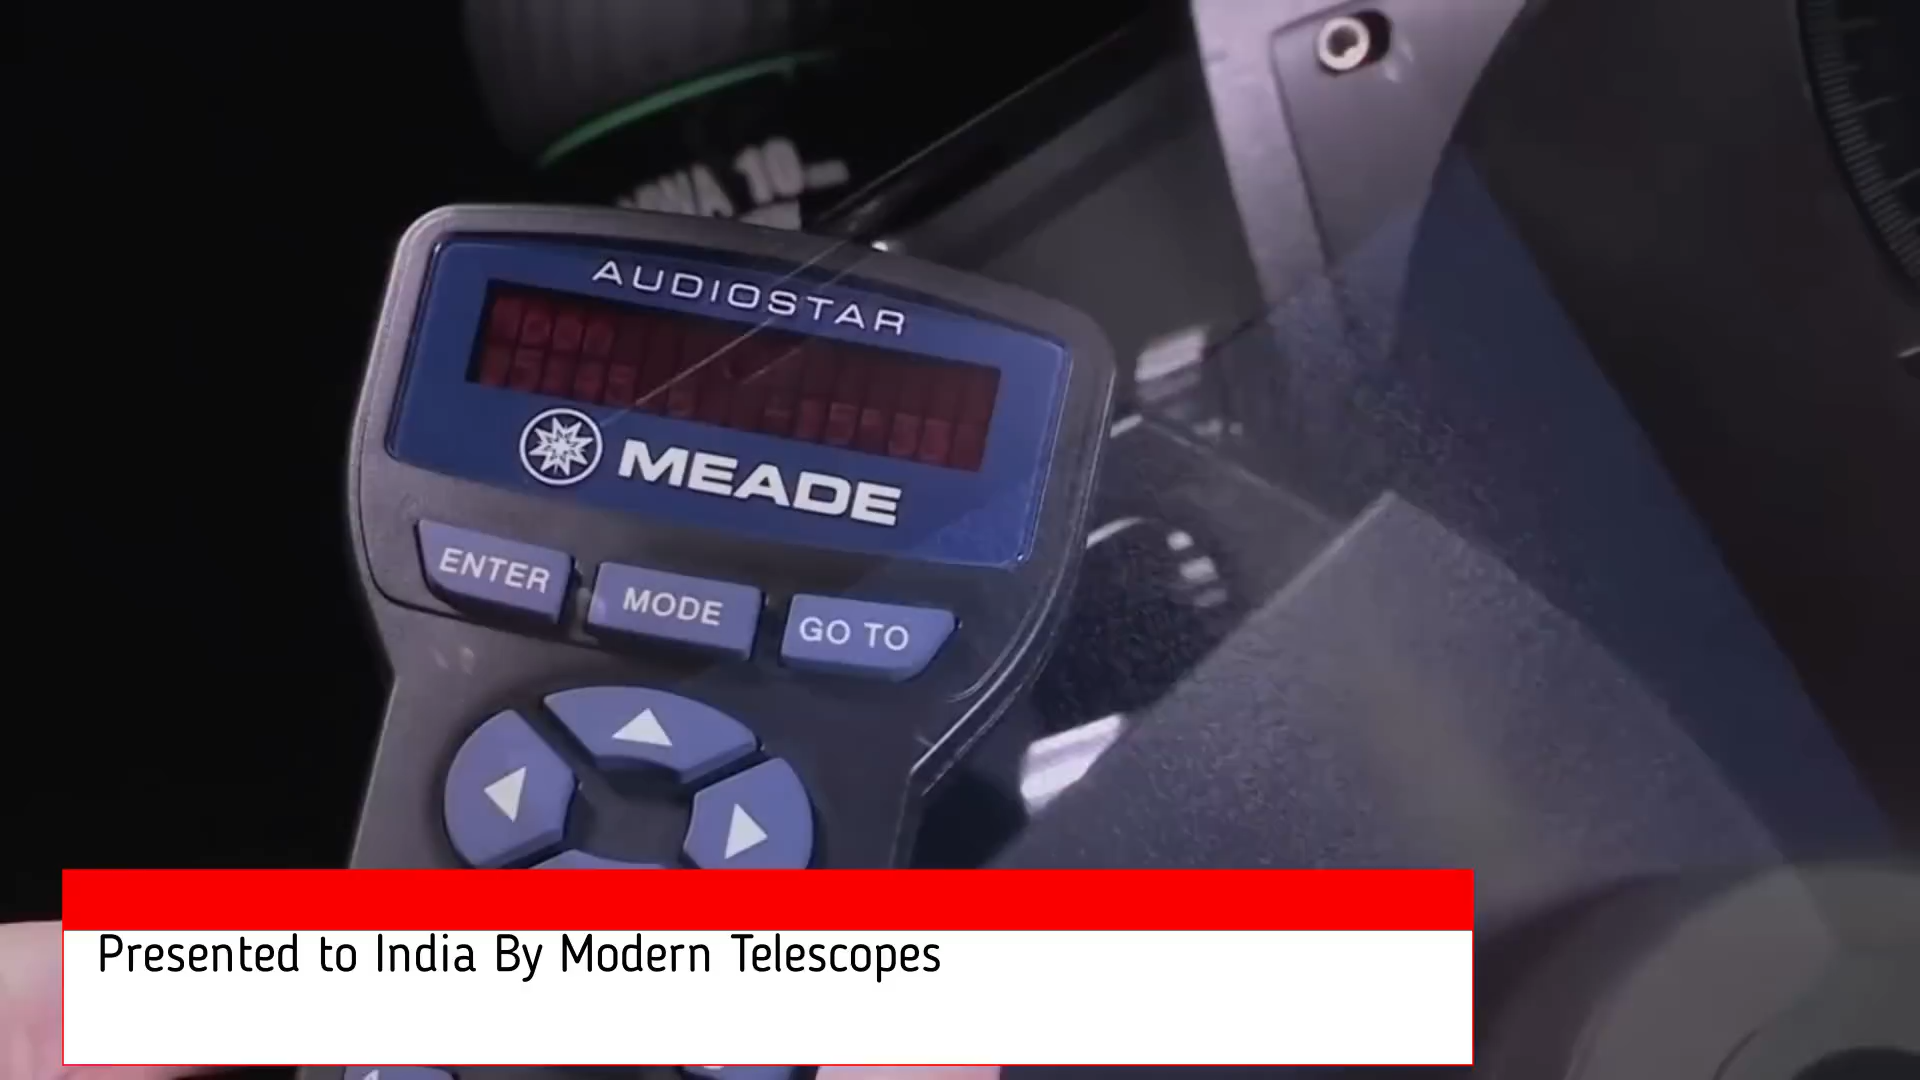 AUDIOSTAR
MEADE
ENTER
MODE
GO TO
Presented to India By Modern Telescopes